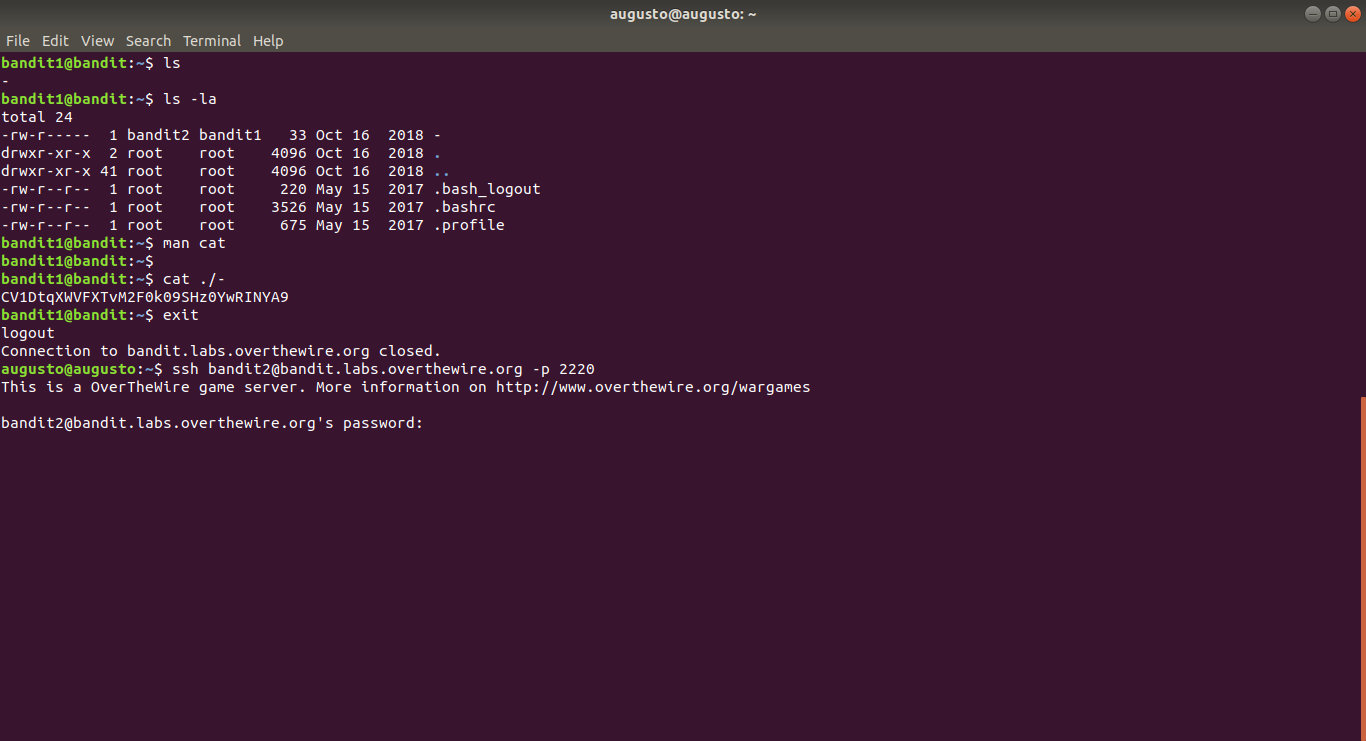 augusto@augusto: ~
File Edit View Search Terminal Help
bandit1@bandit:~$ ls
-
bandit1@bandit:~$ ls -la
total 24
-rw-r-----  1 bandit2 bandit1   33 Oct 16  2018 -
drwxr-xr-x  2 root    root    4096 Oct 16  2018 .
drwxr-xr-x 41 root    root    4096 Oct 16  2018 ..
-rw-r--r--  1 root    root     220 May 15  2017 .bash_logout
-rw-r--r--  1 root    root    3526 May 15  2017 .bashrc
-rw-r--r--  1 root    root     675 May 15  2017 .profile
bandit1@bandit:~$ man cat
bandit1@bandit:~$
bandit1@bandit:~$ cat ./-
CV1DtqXWVFXTvM2F0k09SHz0YwRINYA9
bandit1@bandit:~$ exit
logout
Connection to bandit.labs.overthewire.org closed.
augusto@augusto:~$ ssh bandit2@bandit.labs.overthewire.org -p 2220
This is a OverTheWire game server. More information on http://www.overthewire.org/wargames
bandit2@bandit.labs.overthewire.org's password: